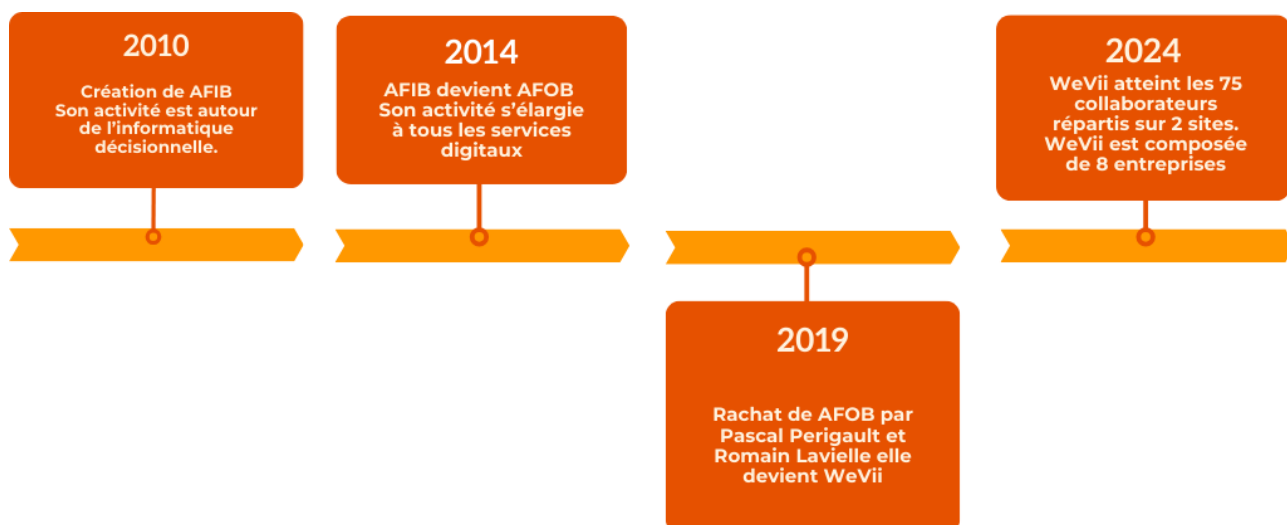 2010
Création de AFIB
Son activité est autour
de l'informatique
décisionnelle.
2014
AFIB devient AFOB
Son activité s'élargie
à tous les services
digitaux
2019
Rachat de AFOB par
Pascal Perigault et
Romain Lavielle elle
devient WeVii
2024
WeVii atteint les 75
collaborateurs
répartis sur 2 sites.
WeVii est composée
de 8 entreprises